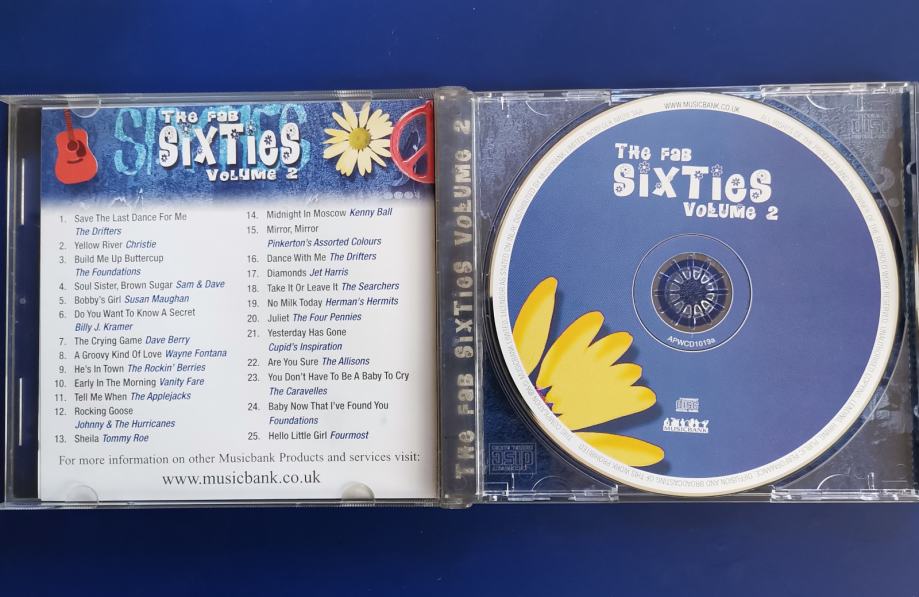 SIXTIES
The Fab
Sixties
Volume 2
1. Save The Last Dance For Me
The Drifters
2. Yellow River Christie
3. Build Me Up Buttercup
The Foundations
4. Soul Sister, Brown Sugar Sam & Dave
5. Bobby's Girl Susan Maughan
6. Do You Want To Know A Secret
Billy J. Kramer
7. The Crying Game Dave Berry
8. A Groovy Kind Of Love Wayne Fontana
9. He's In Town The Rockin' Berries
10. Early In The Morning Vanity Fare
11. Tell Me When The Applejacks
12. Rocking Goose
Johnny & The Hurricanes
13. Sheila Tommy Roe
14. Midnight In Moscow Kenny Ball
15. Mirror, Mirror
Pinkerton's Assorted Colours
16. Dance With Me The Drifters
17. Diamonds Jet Harris
18. Take It Or Leave It The Searchers
19. No Milk Today Herman's Hermits
20. Juliet The Four Pennies
21. Yesterday Has Gone
Cupid's Inspiration
22. Are You Sure The Allisons
23. You Don't Have To Be A Baby To Cry
The Caravelles
24. Baby Now That I've Found You
Foundations
25. Hello Little Girl Fourmost
For more information on other Musicbank Products and services visit:
www.musicbank.co.uk
The Fab Sixties Volume 2
WWW.MUSICBANK.CO.UK
The Fab
Sixties
Volume 2
APWCD1019a
disc
MUSICBANK
disc